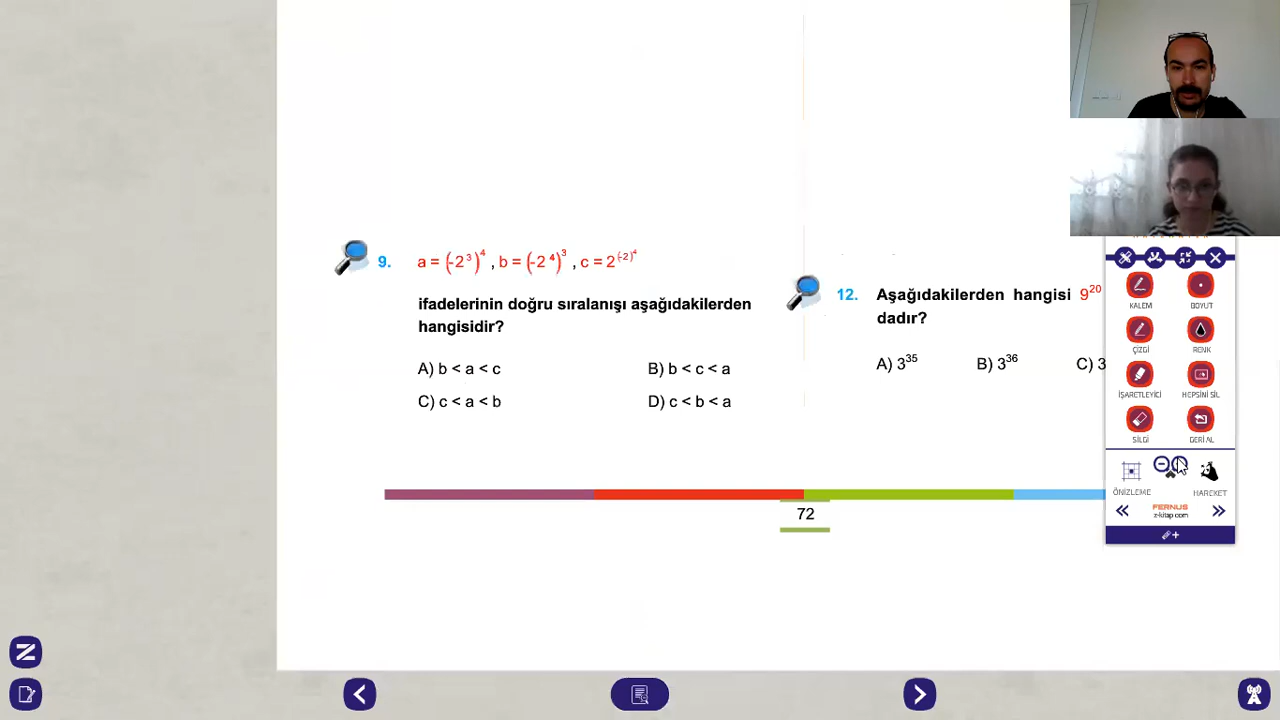 9. a = (-2³)⁴ , b = (-2⁴)³ , c = 2⁽⁻²⁾⁴
ifadelerinin doğru sıralanışı aşağıdakilerden
hangisidir?
A) b < a < c B) b < c < a
C) c < a < b D) c < b < a
12. Aşağıdakilerden hangisi 9²⁰
dadır?
A) 3³⁵ B) 3³⁶ C) 3
72
KALEM BOYUT
ÇİZGİ RENK
İŞARETLEYİCİ HEPSİNİ SİL
SİLGİ GERİ AL
ÖNİZLEME HAREKET
FERNUS
z-kitap.com
Z